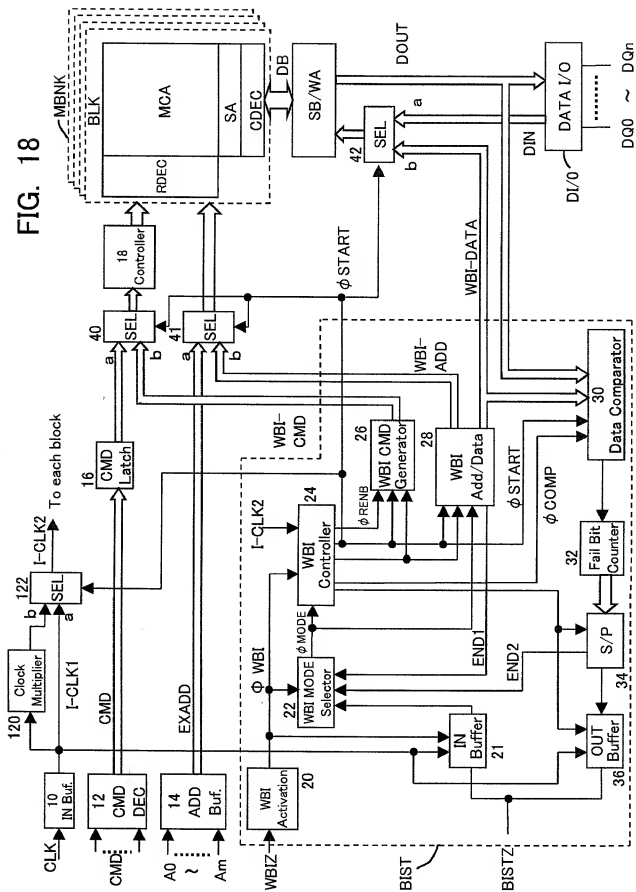 FIG. 18
MBNK
BLK
MCA
RDEC
SA
CDEC
DB
SB/WA
DOUT
DIN
a
b
42
SEL
DATA I/O
DI/O
DQ0 ~ DQn
18
Controller
40
SEL
a
b
41
SEL
a
b
φSTART
WBI-DATA
WBI-ADD
WBI-CMD
To each block
I-CLK2
122
SEL
b
a
120
Clock Multiplier
I-CLK1
16
CMD Latch
CMD
EXADD
CLK
10
IN Buf.
12
CMD DEC
CMD
14
ADD Buf.
A0
~
Am
WBIZ
20
WBI Activation
φWBI
22
WBI MODE Selector
φMODE
24
WBI Controller
I-CLK2
φRENB
26
WBI CMD Generator
28
WBI Add/Data
φSTART
φCOMP
30
Data Comparator
32
Fail Bit Counter
34
S/P
END1
END2
21
IN Buffer
36
OUT Buffer
BIST
BISTZ